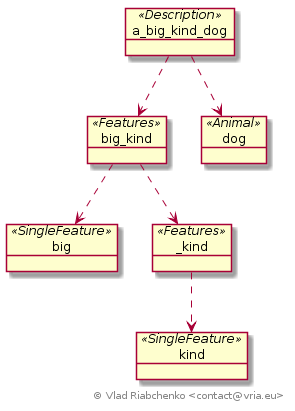 «Description»
a_big_kind_dog
«Features»
big_kind
«Animal»
dog
«SingleFeature»
big
«Features»
_kind
«SingleFeature»
kind
© Vlad Riabchenko <contact@vria.eu>